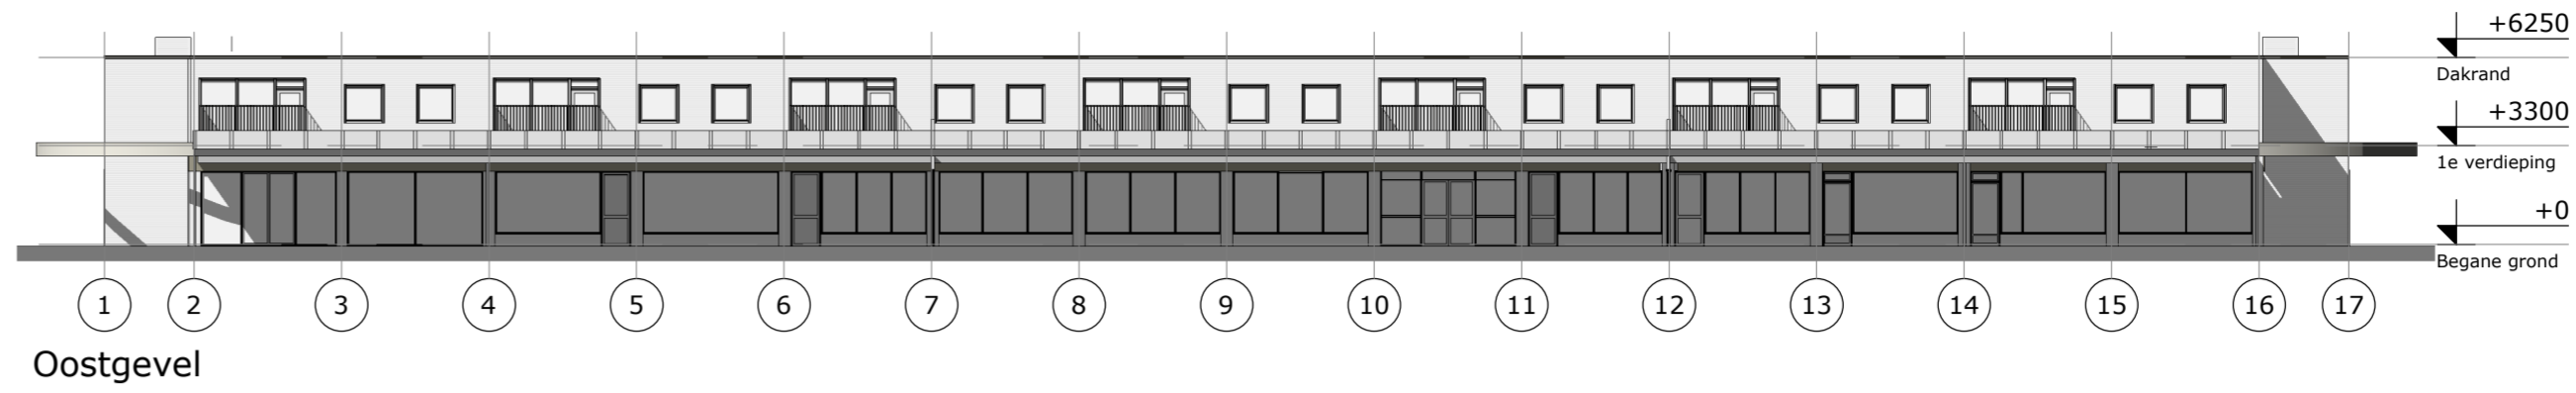 +6250
Dakrand
+3300
1e verdieping
+0
Begane grond
1 2 3 4 5 6 7 8 9 10 11 12 13 14 15 16 17
Oostgevel